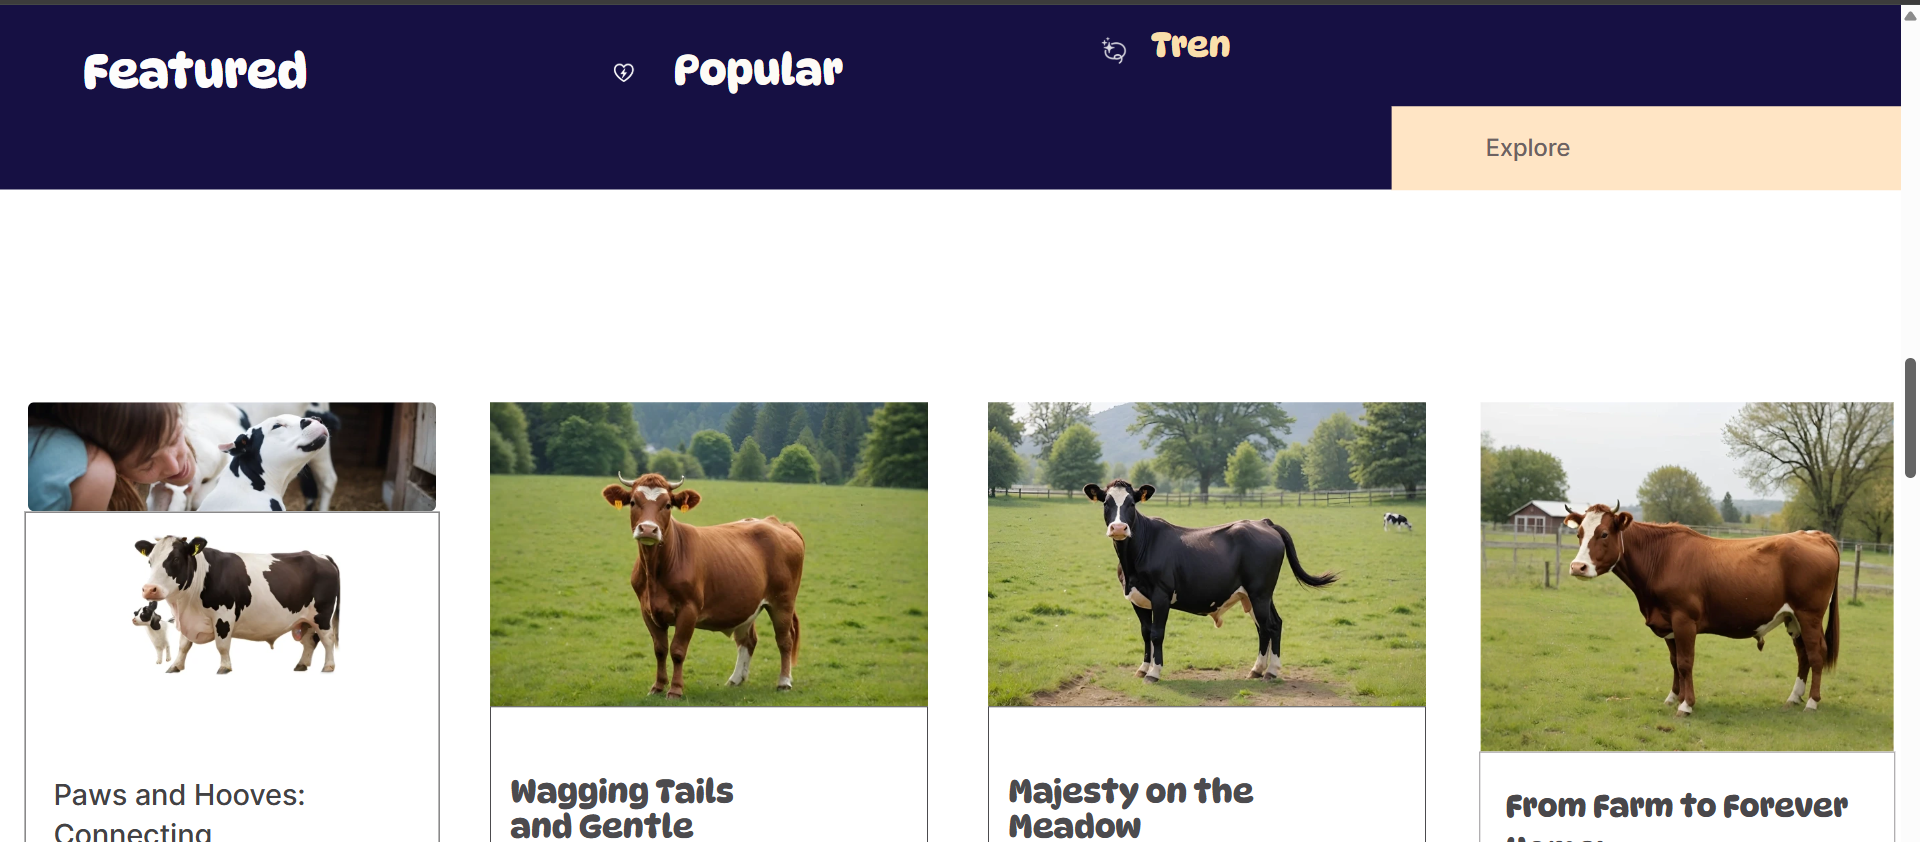 Featured
Popular
Tren
Explore
Paws and Hooves:
Connecting
Wagging Tails
and Gentle
Majesty on the
Meadow
From Farm to Forever